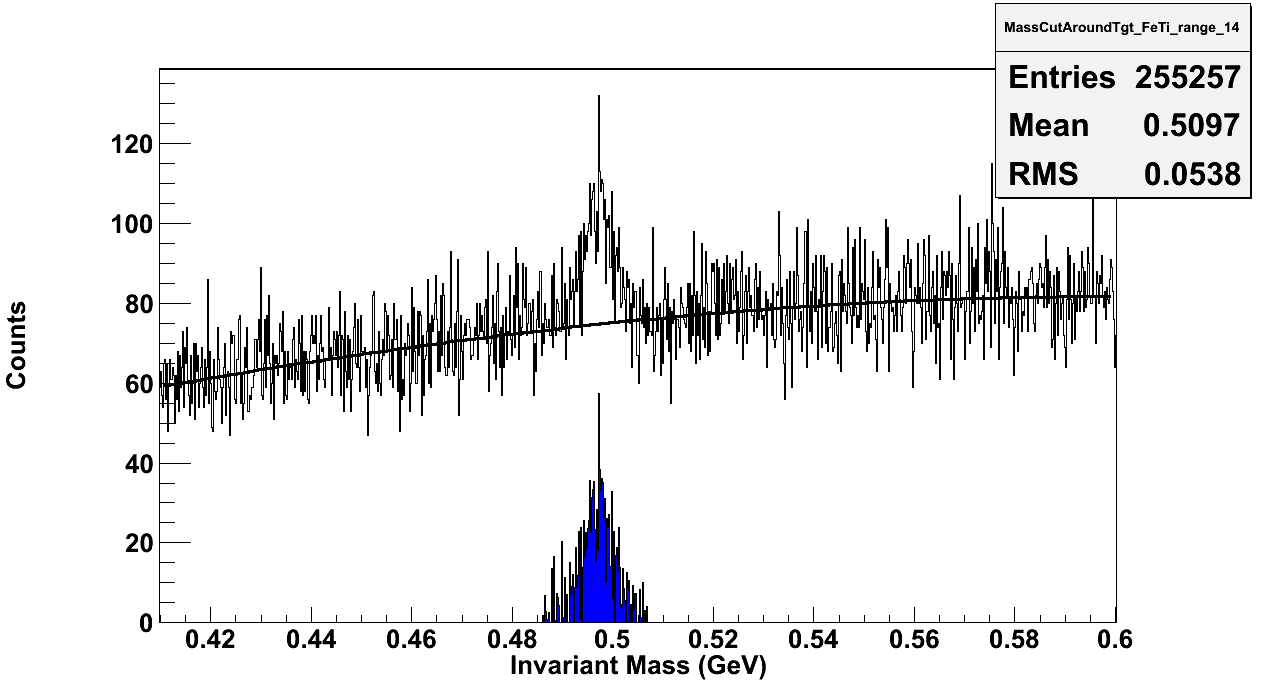 MassCutAroundTgt_FeTi_range_14
Entries 255257
Mean 0.5097
RMS 0.0538
120
100
80
60
40
20
0
Counts
0.42 0.44 0.46 0.48 0.5 0.52 0.54 0.56 0.58 0.6
Invariant Mass (GeV)